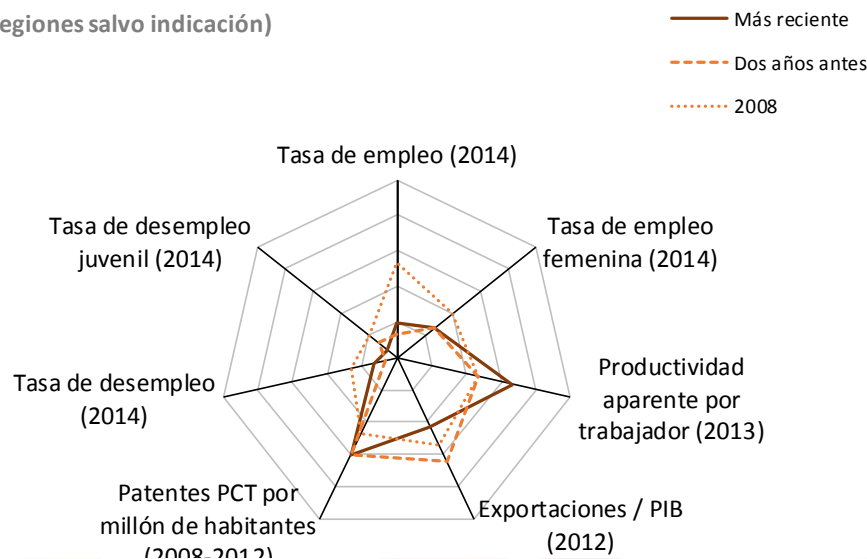 egiones salvo indicación)
Más reciente
Dos años antes
2008
Tasa de empleo (2014)
Tasa de desempleo
juvenil (2014)
Tasa de empleo
femenina (2014)
Productividad
aparente por
trabajador (2013)
Tasa de desempleo
(2014)
Patentes PCT por
millón de habitantes
(2008-2012)
Exportaciones / PIB
(2012)